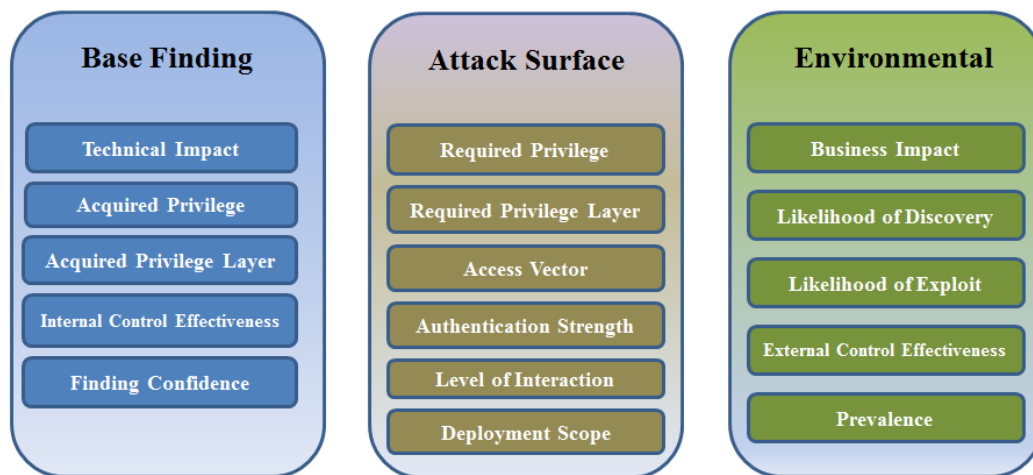 Base Finding
Technical Impact
Acquired Privilege
Acquired Privilege Layer
Internal Control Effectiveness
Finding Confidence
Attack Surface
Required Privilege
Required Privilege Layer
Access Vector
Authentication Strength
Level of Interaction
Deployment Scope
Environmental
Business Impact
Likelihood of Discovery
Likelihood of Exploit
External Control Effectiveness
Prevalence